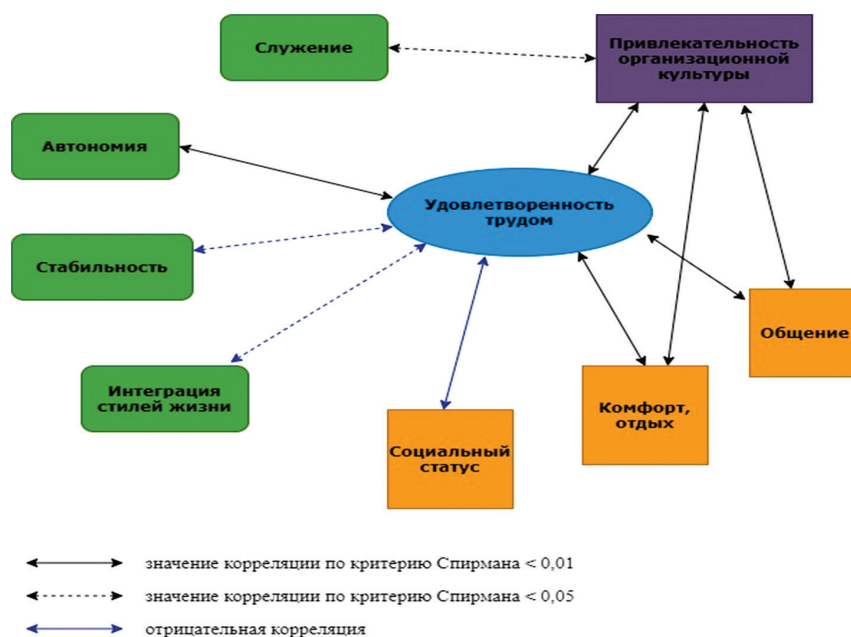 Служение
Привлекательность
организационной
культуры
Автономия
Удовлетворенность
трудом
Стабильность
Общение
Интеграция
стилей жизни
Комфорт,
отдых
Социальный
статус
значение корреляции по критерию Спирмана < 0,01
значение корреляции по критерию Спирмана < 0,05
отрицательная корреляция